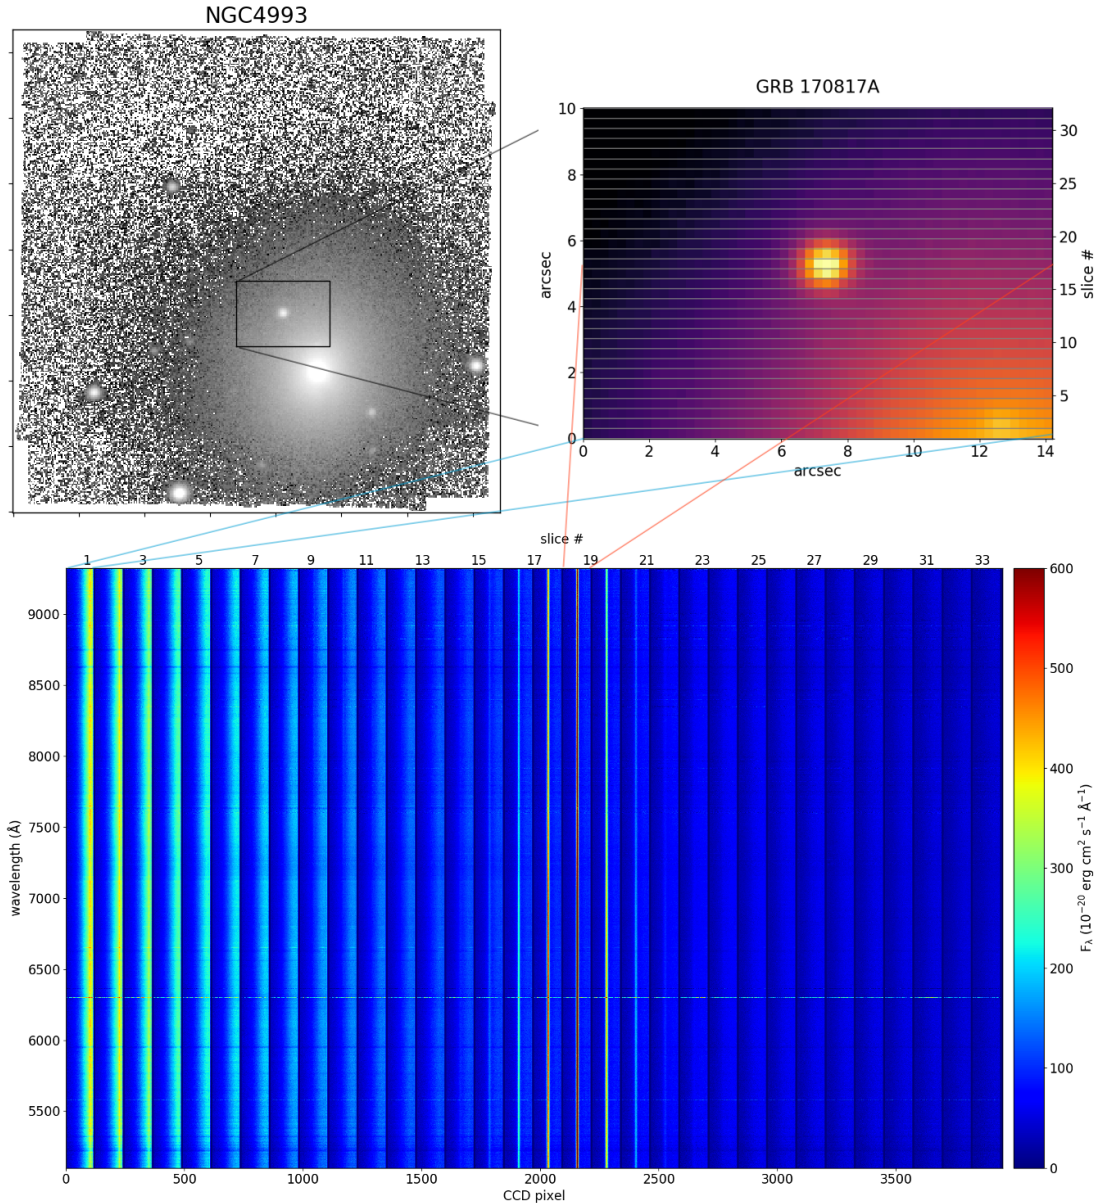 NGC4993
GRB 170817A
10
8
6
4
2
0
arcsec
30
25
20
15
10
5
slice #
0 2 4 6 8 10 12 14
arcsec
slice #
1 3 5 7 9 11 13 15 17 19 21 23 25 27 29 31 33
9000
8500
8000
7500
7000
6500
6000
5500
wavelength (Å)
0 500 1000 1500 2000 2500 3000 3500
CCD pixel
600
500
400
300
200
100
0
Fλ (10⁻²⁰ erg cm² s⁻¹ Å⁻¹)